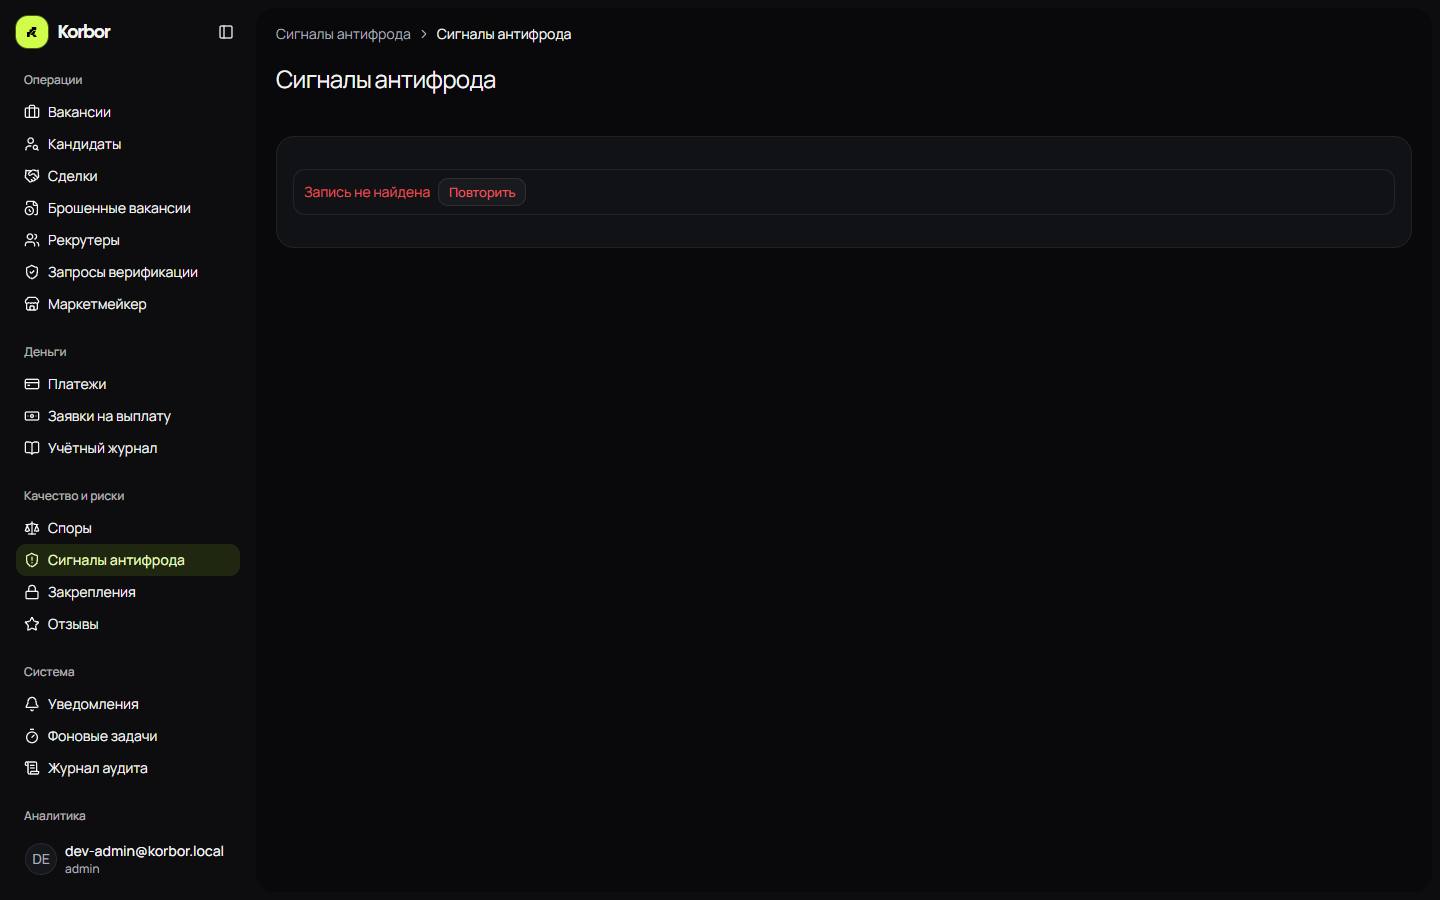 Korbor
Операции
Вакансии
Кандидаты
Сделки
Брошенные вакансии
Рекрутеры
Запросы верификации
Маркетмейкер
Деньги
Платежи
Заявки на выплату
Учётный журнал
Качество и риски
Споры
Сигналы антифрода
Закрепления
Отзывы
Система
Уведомления
Фоновые задачи
Журнал аудита
Аналитика
DE
dev-admin@korbor.local
admin
Сигналы антифрода > Сигналы антифрода
Сигналы антифрода
Запись не найдена Повторить